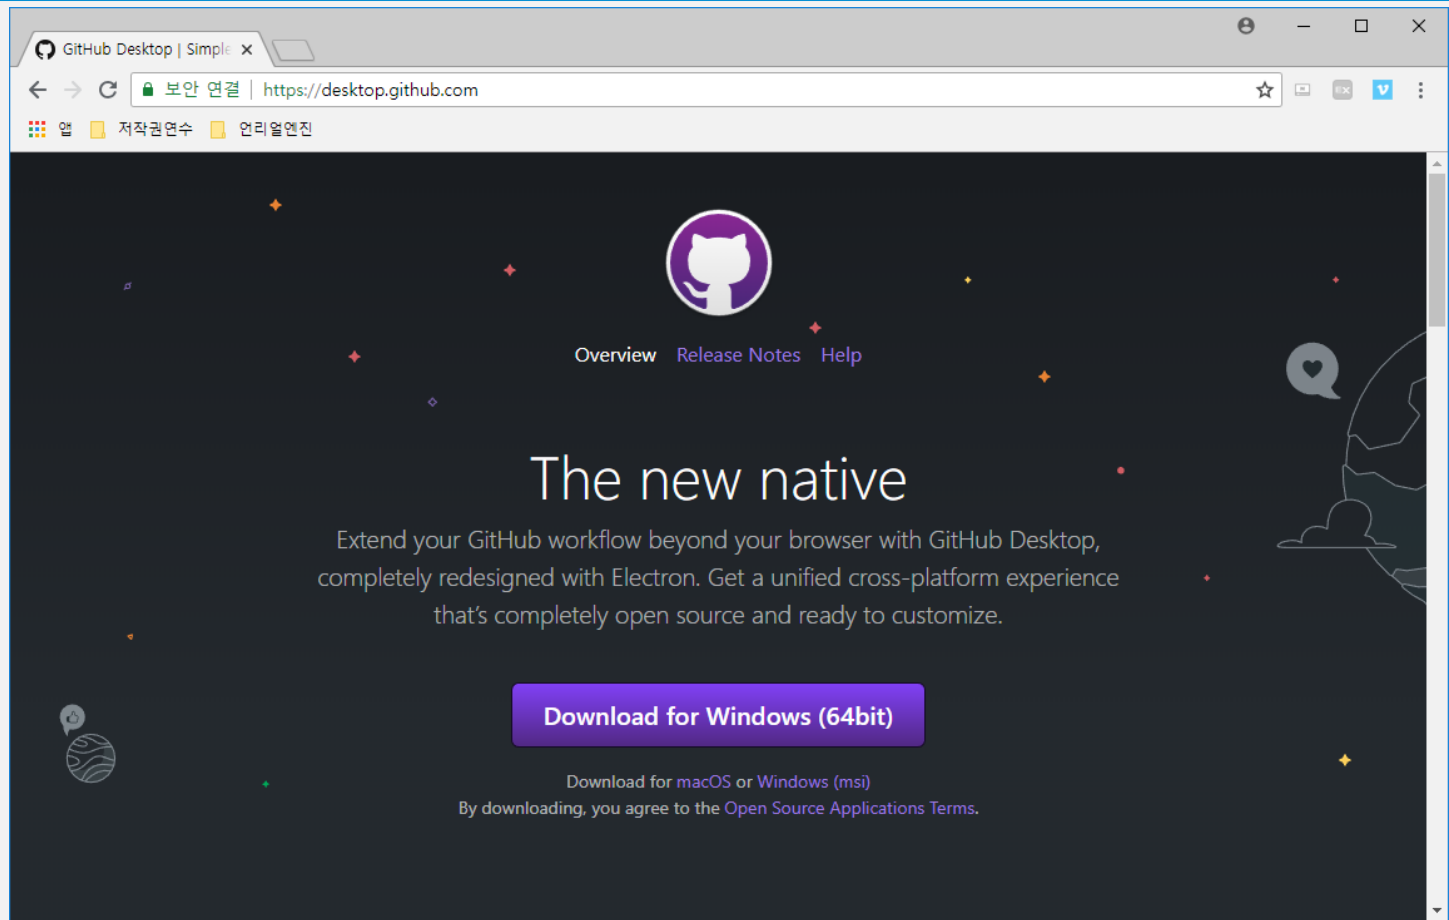 GitHub Desktop | Simple
보안 연결 | https://desktop.github.com
앱 저작권연수 언리얼엔진
Overview Release Notes Help
The new native
Extend your GitHub workflow beyond your browser with GitHub Desktop,
completely redesigned with Electron. Get a unified cross-platform experience
that's completely open source and ready to customize.
Download for Windows (64bit)
Download for macOS or Windows (msi)
By downloading, you agree to the Open Source Applications Terms.